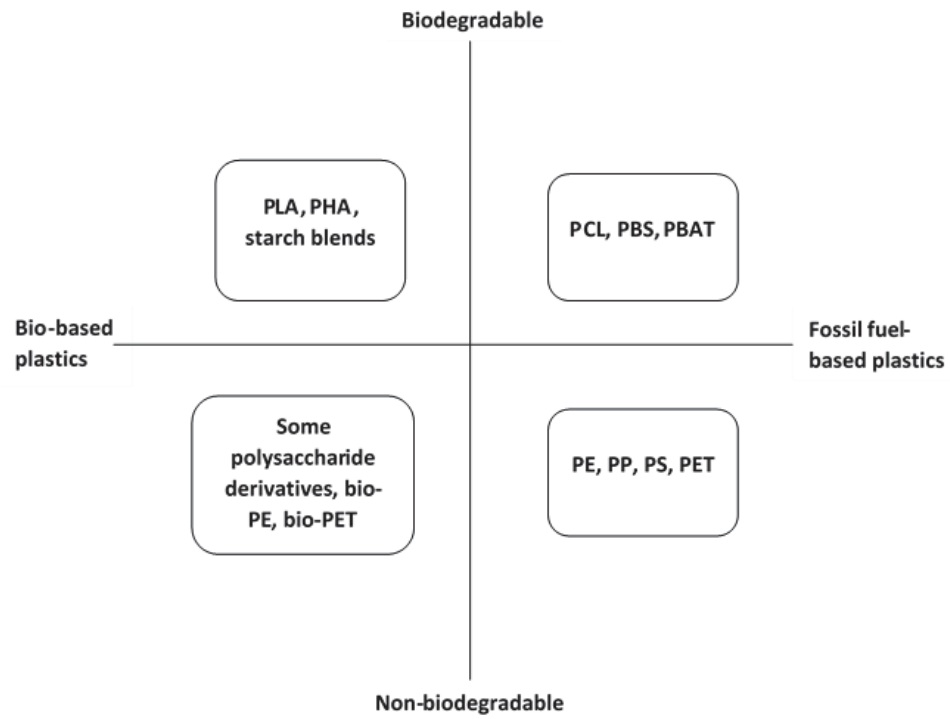 Biodegradable
PLA, PHA,
starch blends
PCL, PBS, PBAT
Bio-based
plastics
Fossil fuel-
based plastics
Some
polysaccharide
derivatives, bio-
PE, bio-PET
PE, PP, PS, PET
Non-biodegradable